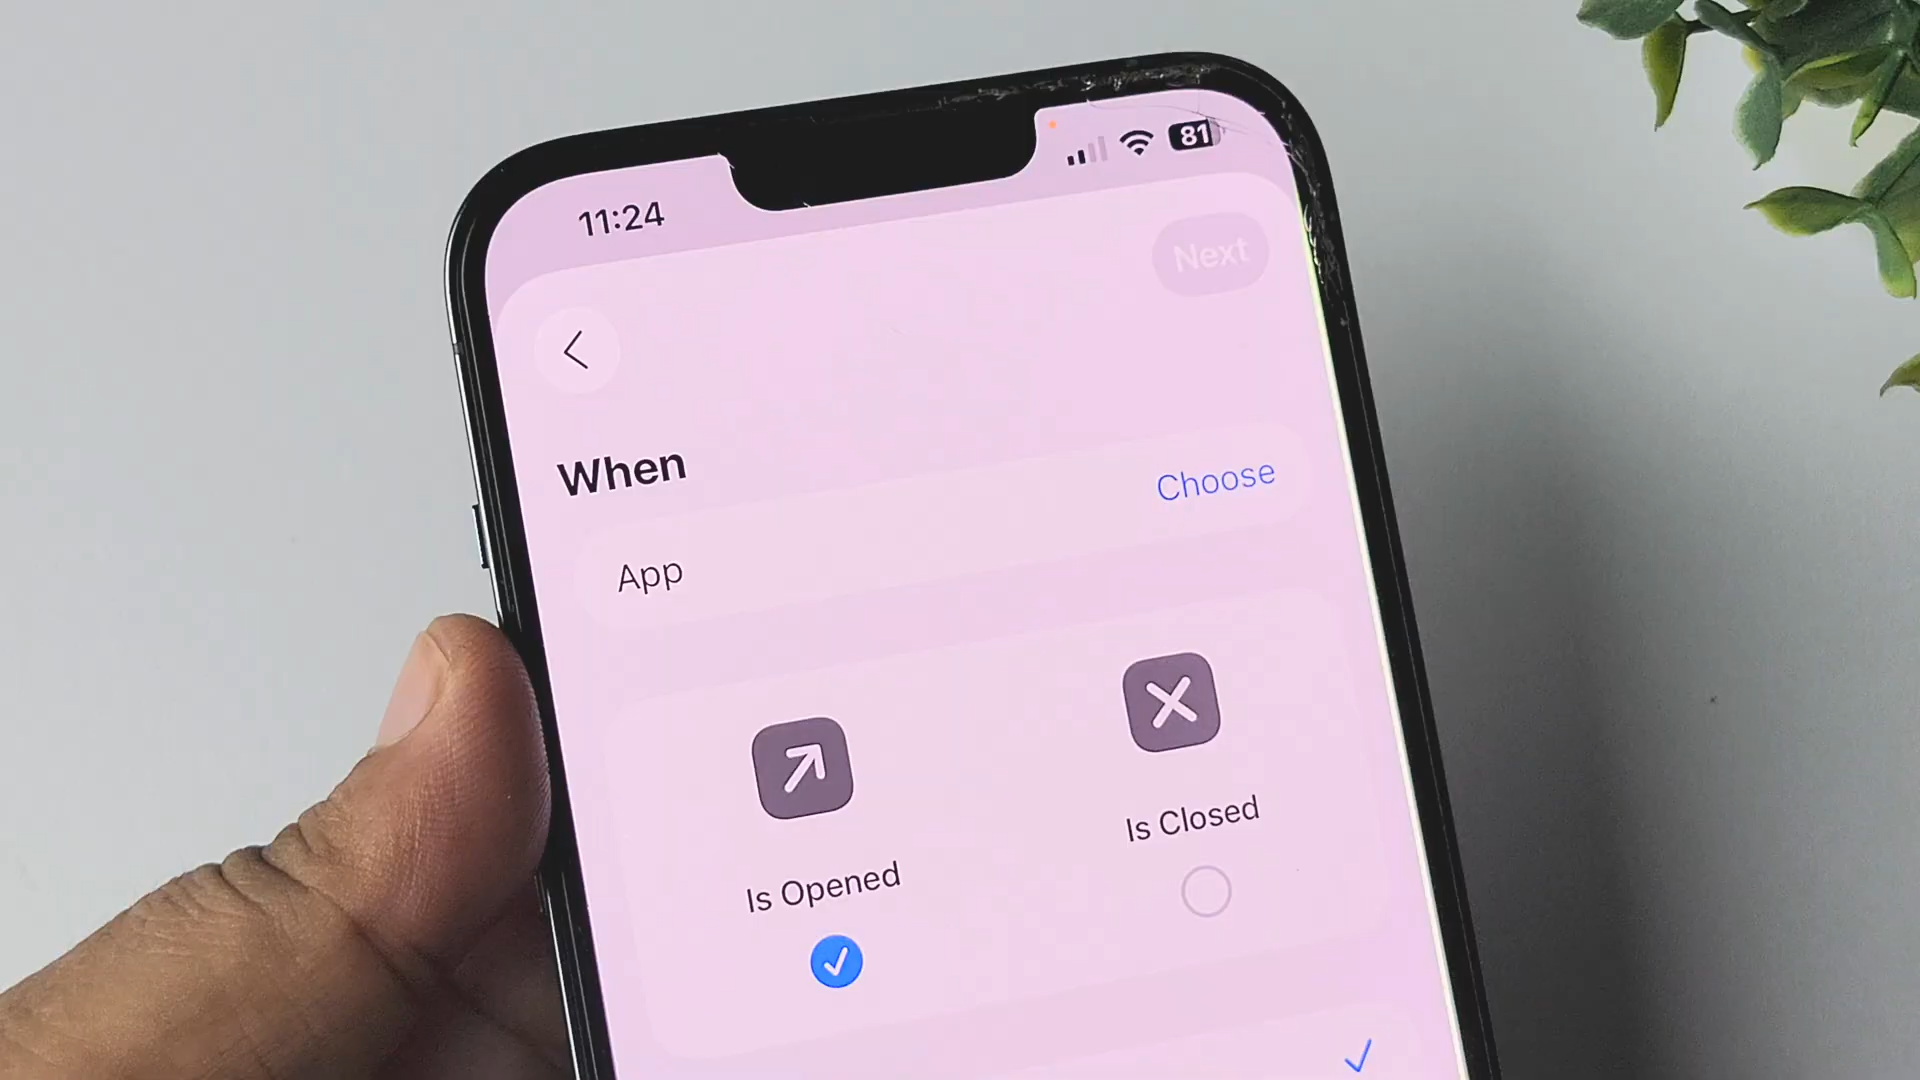 11:24
81
Next
When
App
Choose
Is Opened
Is Closed